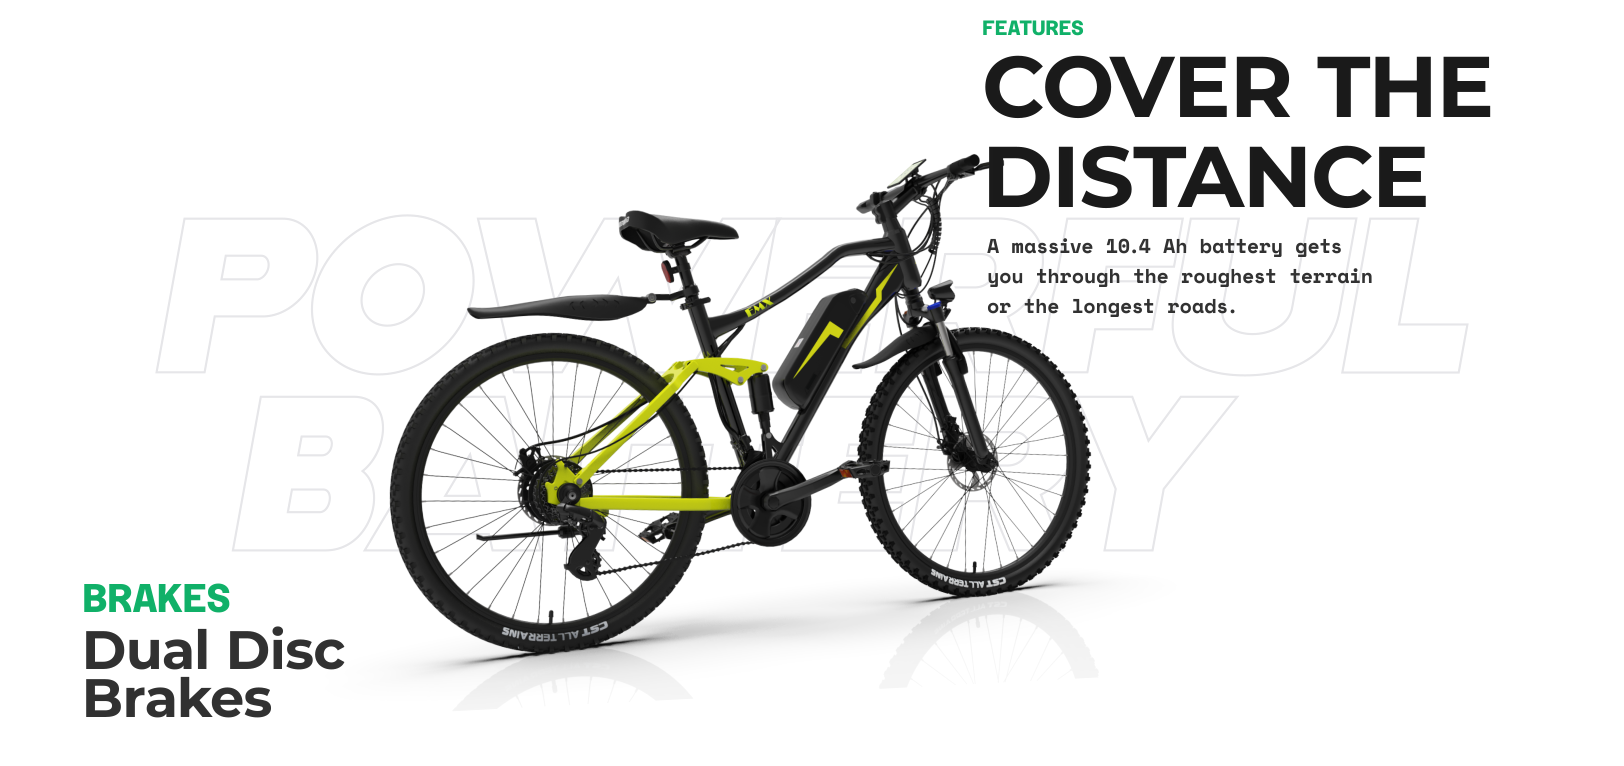 FEATURES
COVER THE
DISTANCE
A massive 10.4 Ah battery gets
you through the roughest terrain
or the longest roads.
POWERFUL
BATTERY
EMX
CST ALL TERRAINS
CST ALL TERRAINS
BRAKES
Dual Disc
Brakes